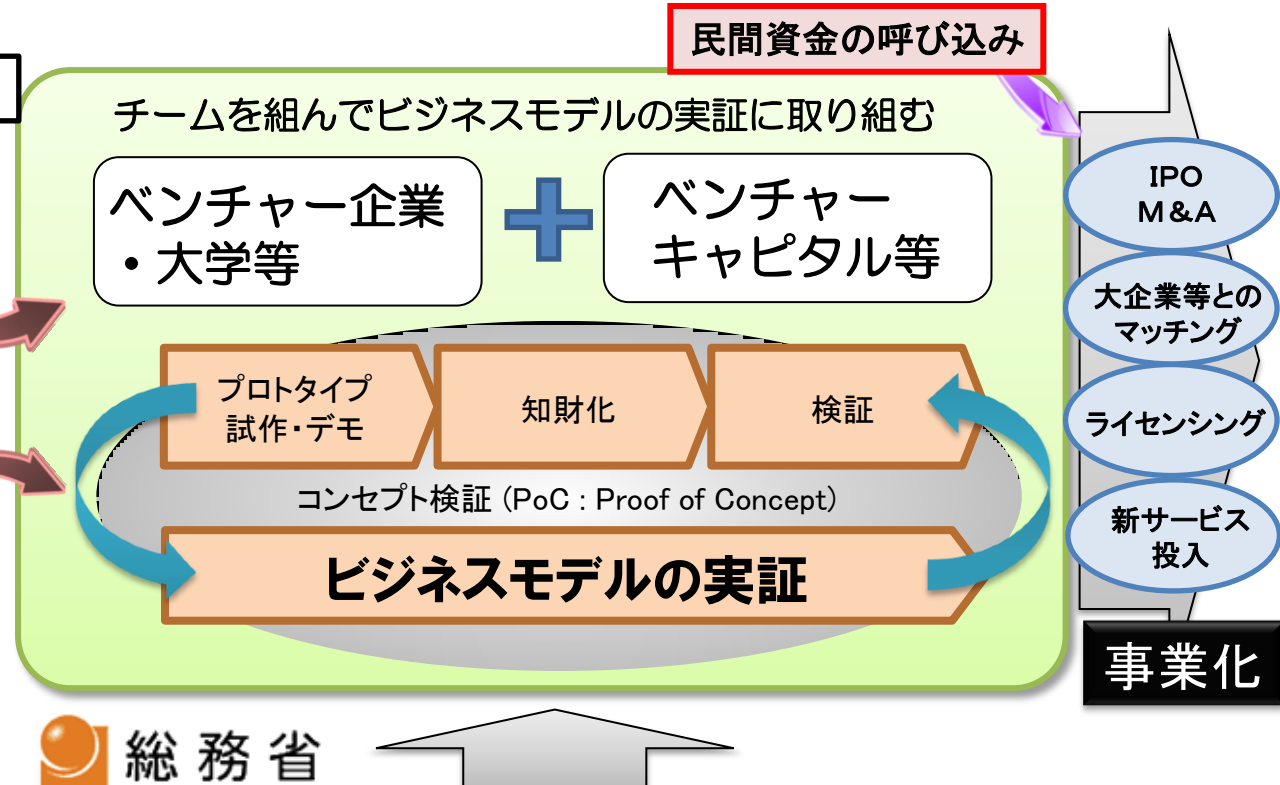 民間資金の呼び込み
チームを組んでビジネスモデルの実証に取り組む
ベンチャー企業
・大学等
ベンチャー
キャピタル等
プロトタイプ
試作・デモ
知財化
検証
コンセプト検証 (PoC : Proof of Concept)
ビジネスモデルの実証
IPO
M&A
大企業等との
マッチング
ライセンシング
新サービス
投入
事業化
総務省